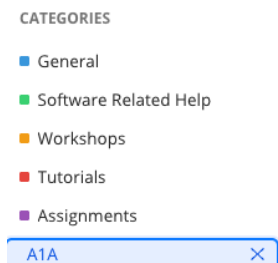 CATEGORIES
General
Software Related Help
Workshops
Tutorials
Assignments
A1A